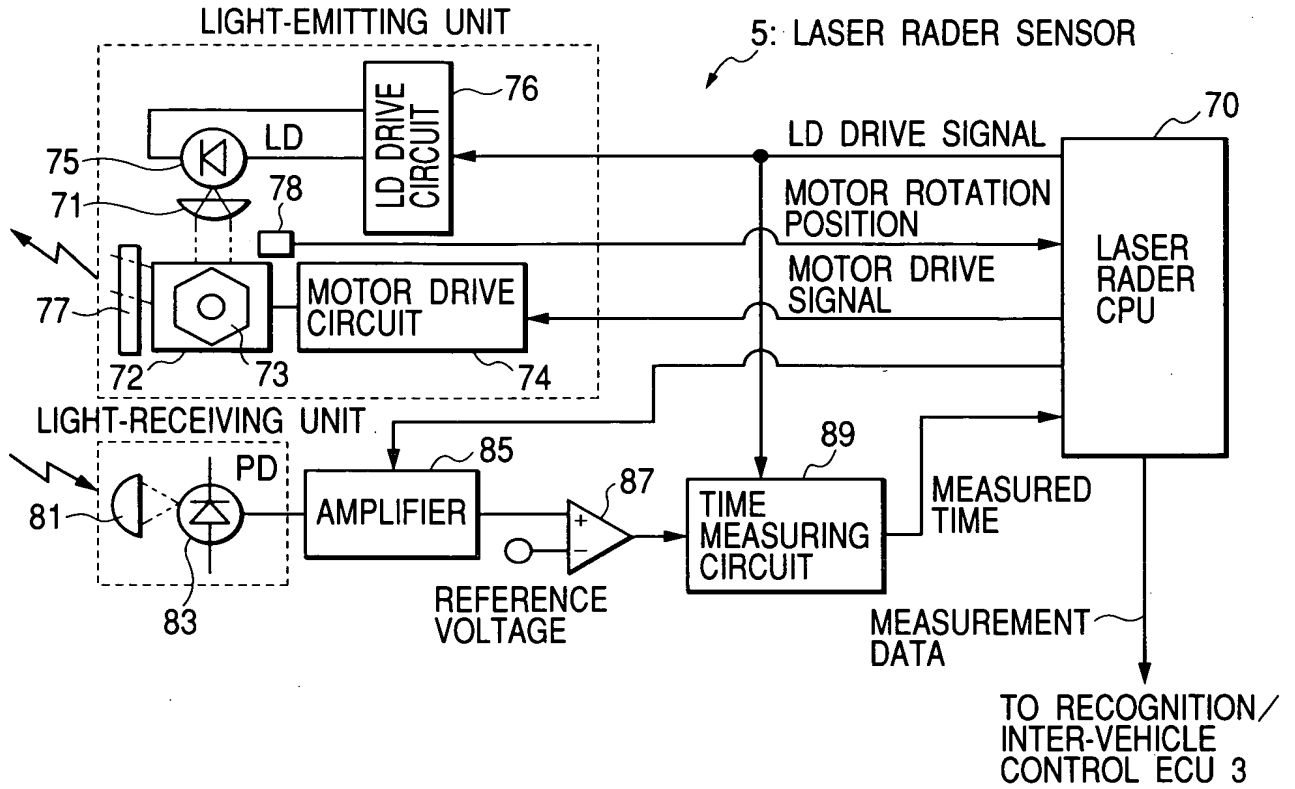 LIGHT-EMITTING UNIT
5: LASER RADER SENSOR
76
70
LD DRIVE
CIRCUIT
LD
75
LD DRIVE SIGNAL
71
78
MOTOR ROTATION
POSITION
LASER
RADER
CPU
MOTOR DRIVE
SIGNAL
MOTOR DRIVE
CIRCUIT
77
72
73
74
LIGHT-RECEIVING UNIT
PD
85
89
87
81
AMPLIFIER
+
−
TIME
MEASURING
CIRCUIT
MEASURED
TIME
83
REFERENCE
VOLTAGE
MEASUREMENT
DATA
TO RECOGNITION/
INTER-VEHICLE
CONTROL ECU 3